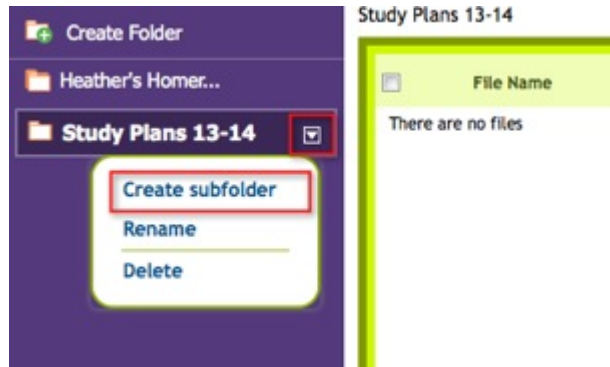 Create Folder
Heather's Homer...
Study Plans 13-14
Create subfolder
Rename
Delete
Study Plans 13-14
File Name
There are no files